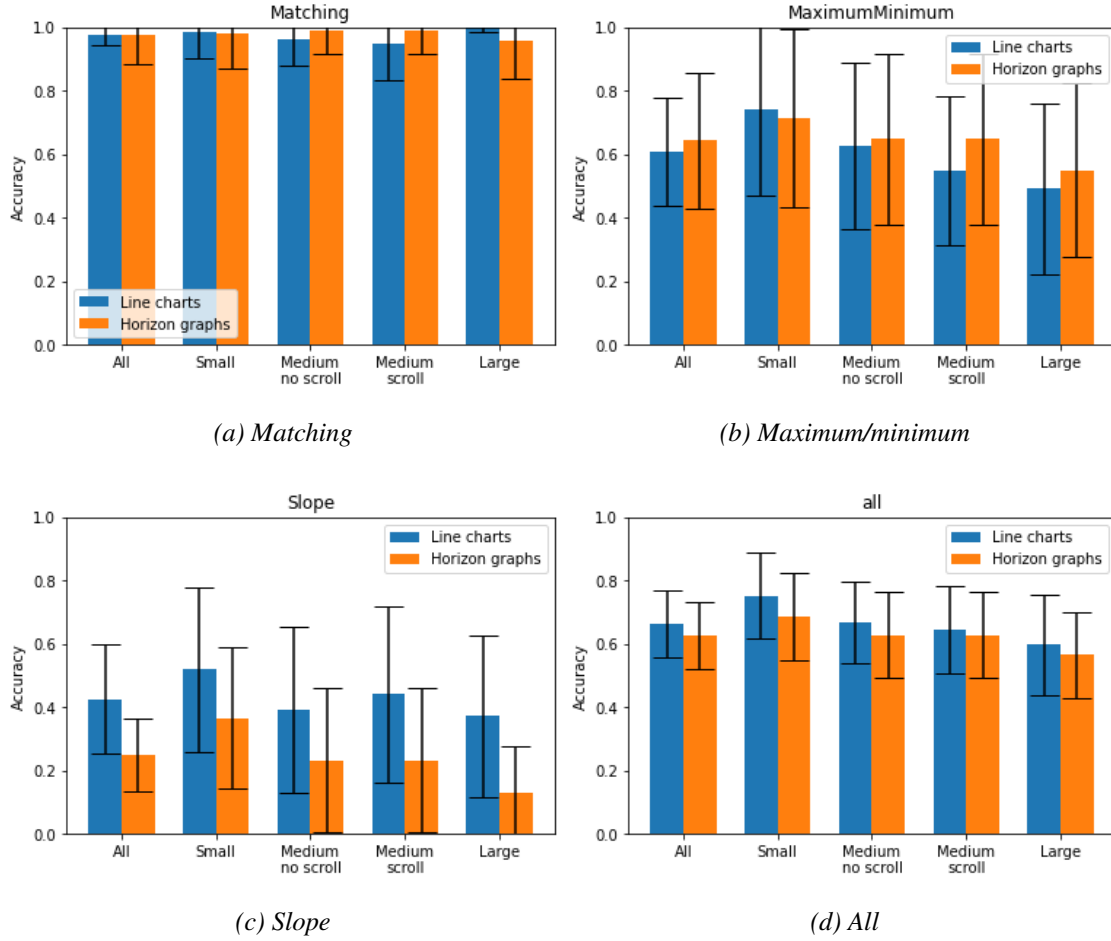 Matching
Accuracy
1.0
0.8
0.6
0.4
0.2
0.0
Line charts
Horizon graphs
All
Small
Medium
no scroll
Medium
scroll
Large
(a) Matching
MaximumMinimum
Accuracy
1.0
0.8
0.6
0.4
0.2
0.0
Line charts
Horizon graphs
All
Small
Medium
no scroll
Medium
scroll
Large
(b) Maximum/minimum
Slope
Accuracy
1.0
0.8
0.6
0.4
0.2
0.0
Line charts
Horizon graphs
All
Small
Medium
no scroll
Medium
scroll
Large
(c) Slope
all
Accuracy
1.0
0.8
0.6
0.4
0.2
0.0
Line charts
Horizon graphs
All
Small
Medium
no scroll
Medium
scroll
Large
(d) All